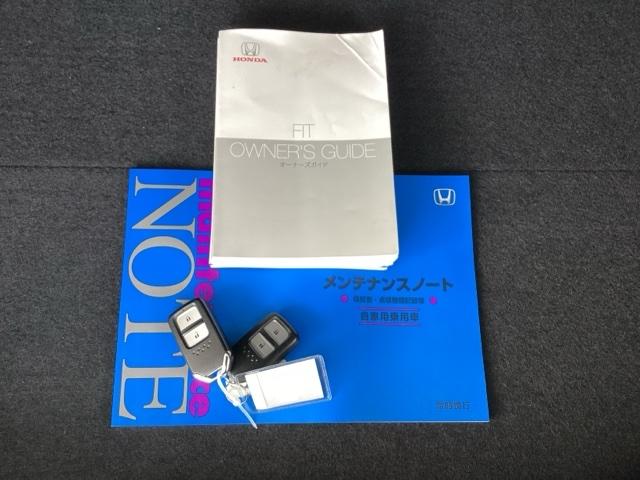 HONDA
FIT
OWNER'S GUIDE
オーナーズガイド
maintenance
NOTE
メンテナンスノート
自家用乗用車